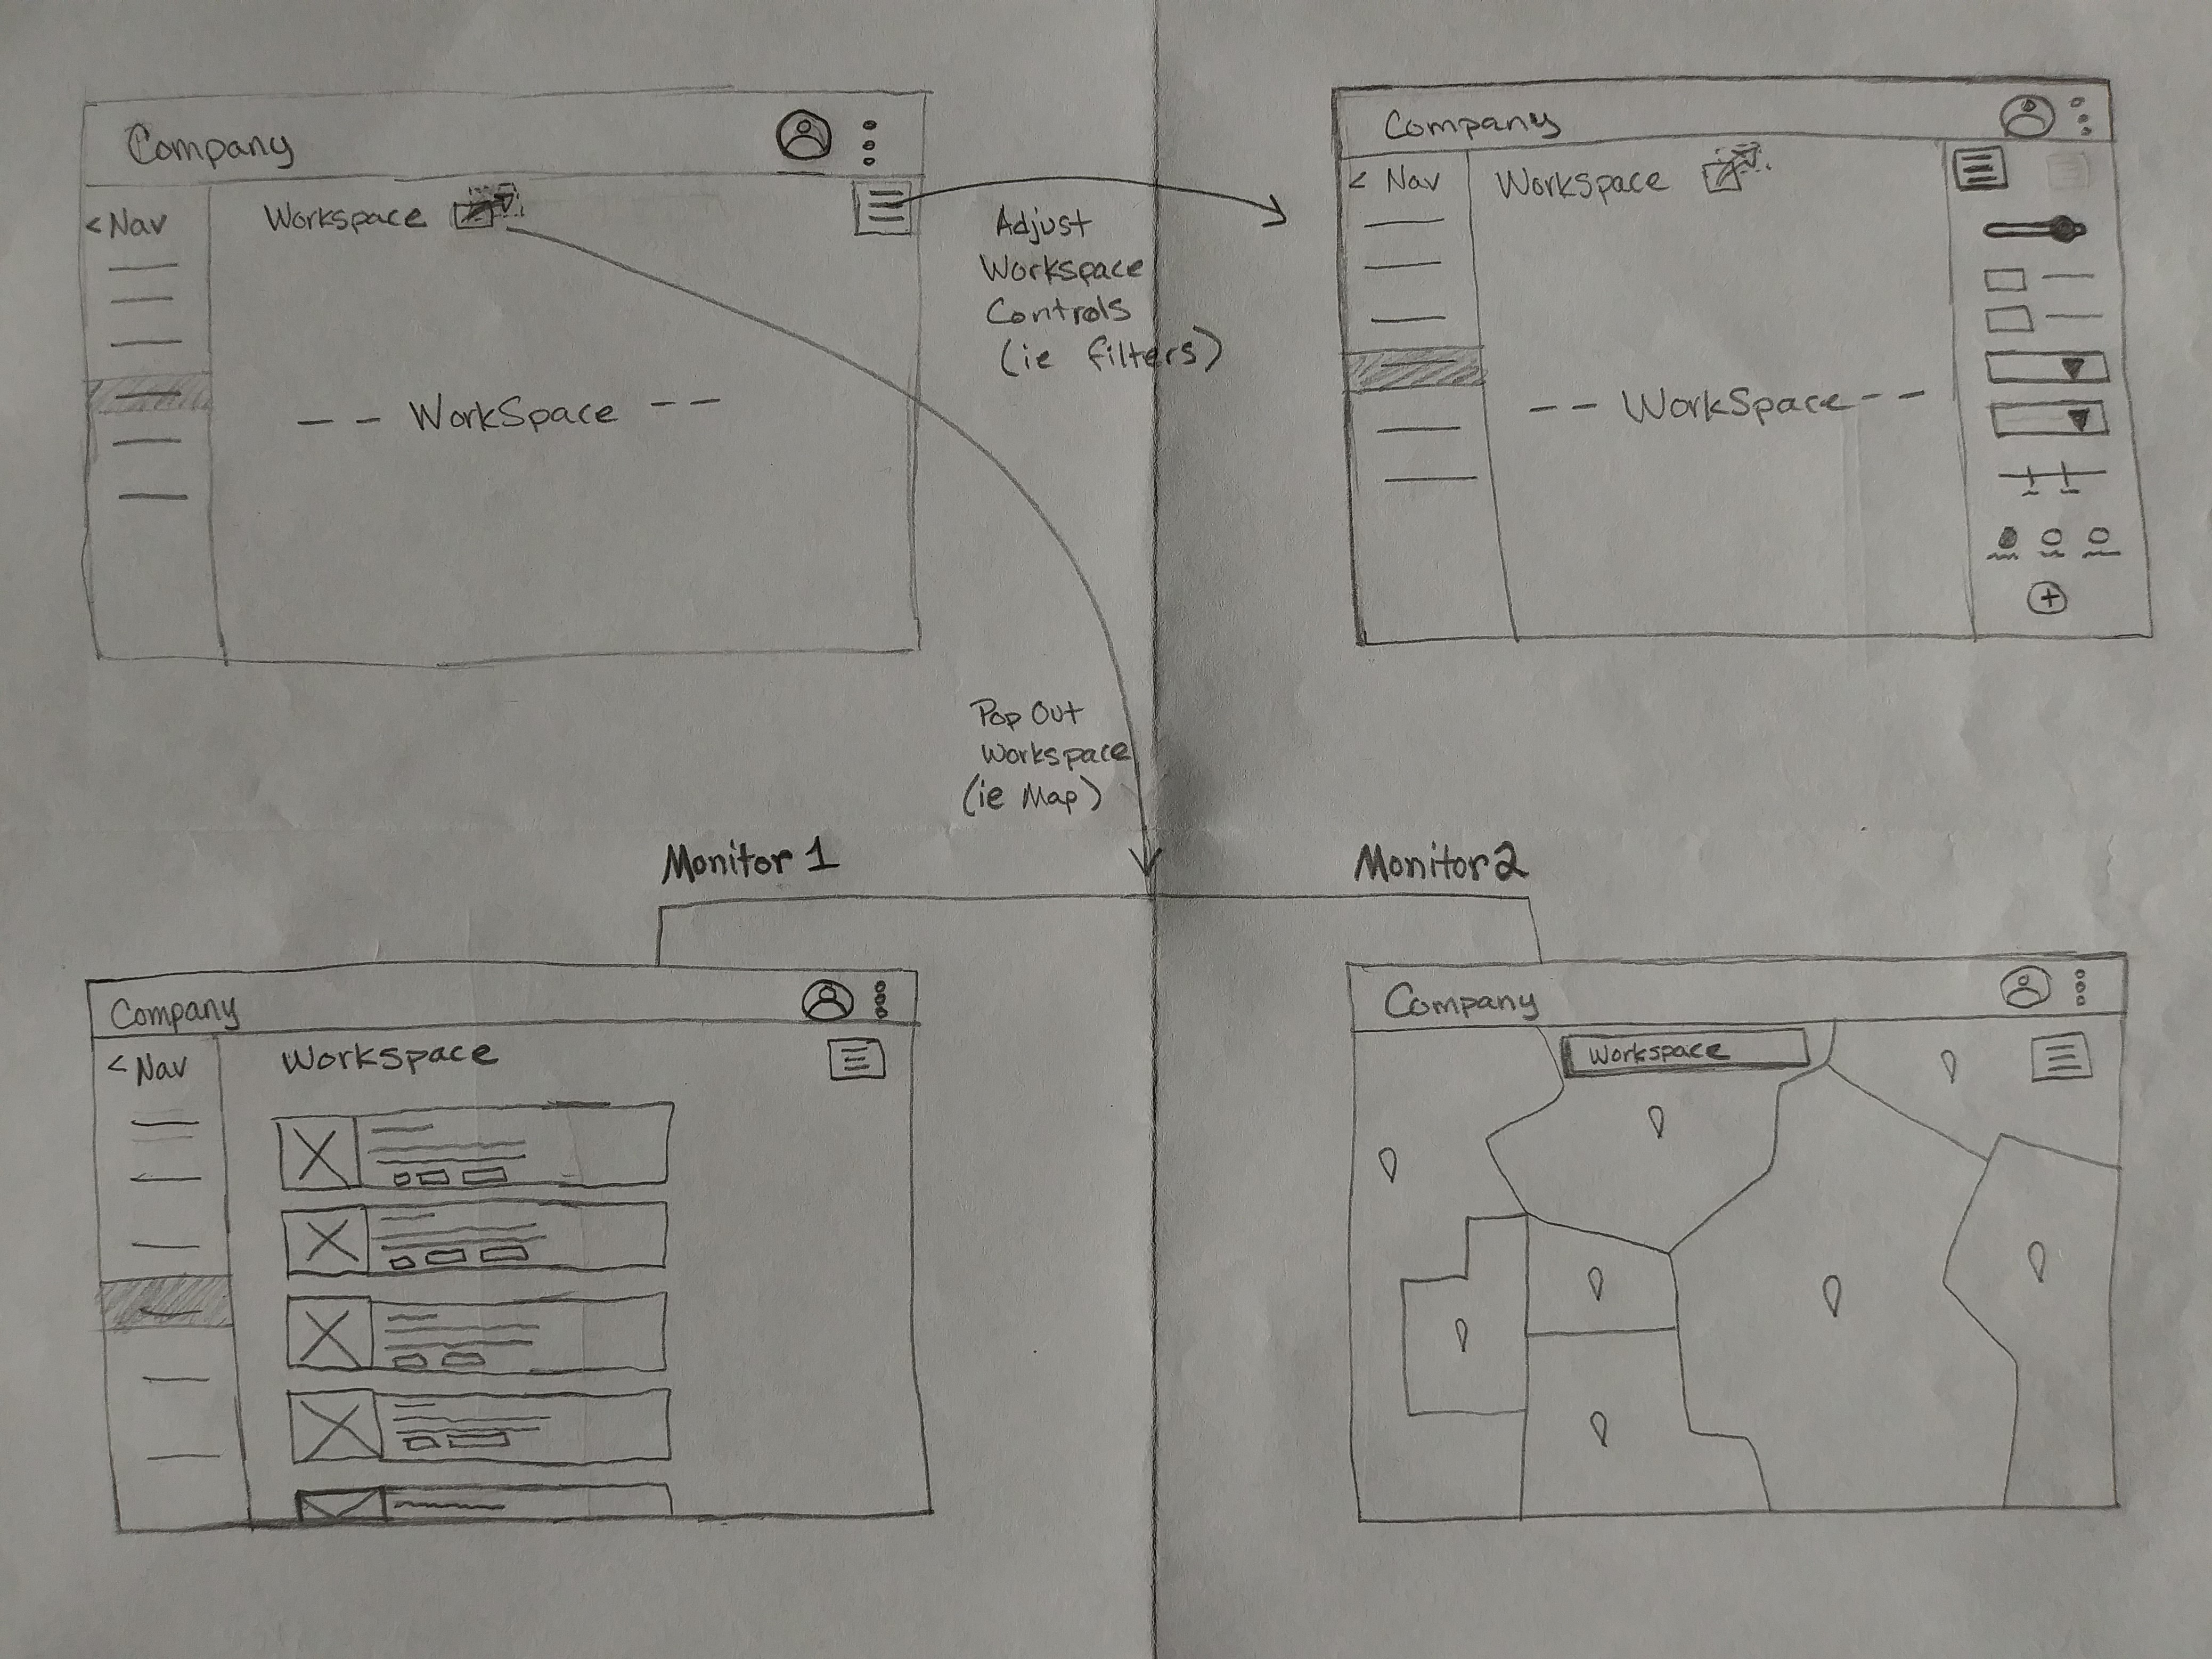 Company
< Nav
Workspace
-- WorkSpace --
Adjust
Workspace
Controls
(ie filters)
Company
< Nav
Workspace
-- WorkSpace --
Pop Out
Workspace
(ie Map)
Monitor 1
Monitor 2
Company
< Nav
Workspace
Company
Workspace